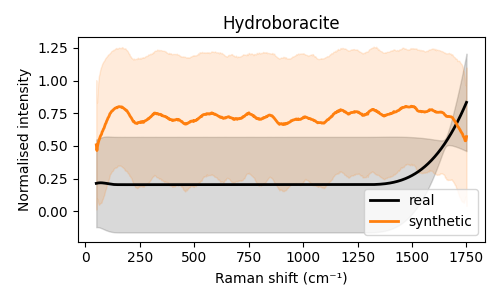 Hydroboracite
Normalised intensity
1.25
1.00
0.75
0.50
0.25
0.00
real
synthetic
0 250 500 750 1000 1250 1500 1750
Raman shift (cm⁻¹)